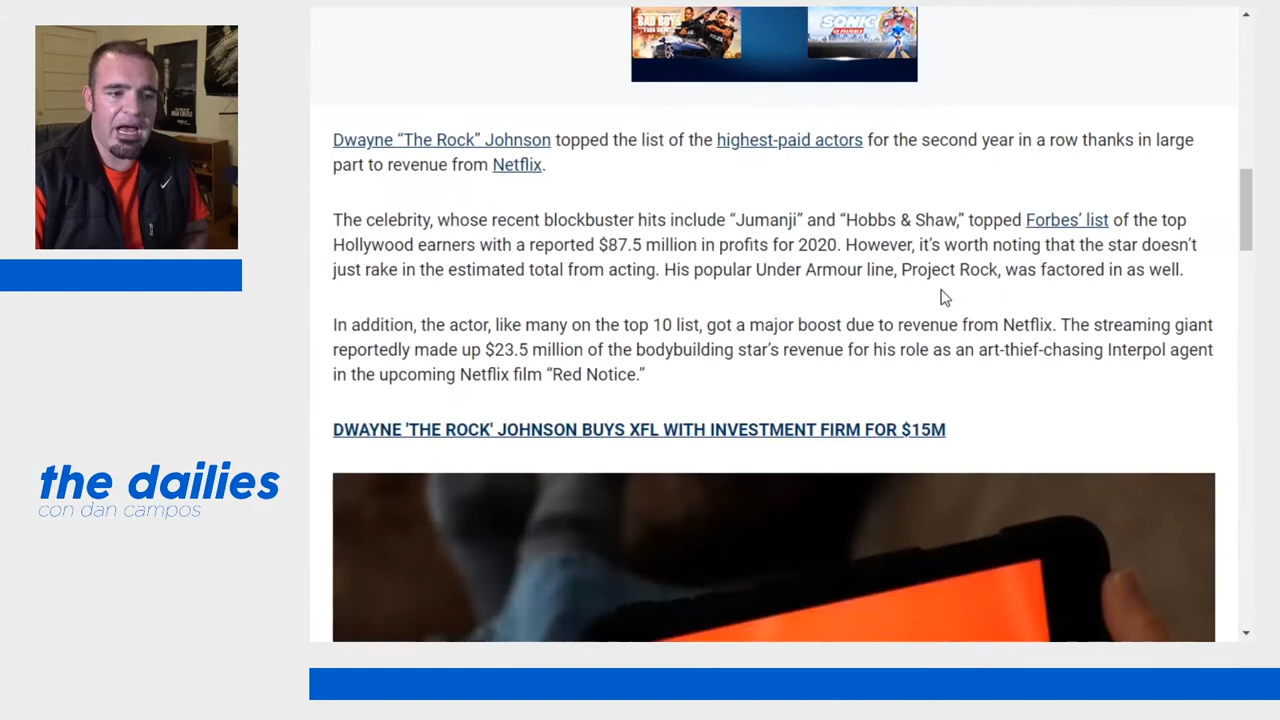 BAD BOYS
SONIC
Dwayne “The Rock” Johnson topped the list of the highest-paid actors for the second year in a row thanks in large
part to revenue from Netflix.
The celebrity, whose recent blockbuster hits include “Jumanji” and “Hobbs & Shaw,” topped Forbes’ list of the top
Hollywood earners with a reported $87.5 million in profits for 2020. However, it’s worth noting that the star doesn’t
just rake in the estimated total from acting. His popular Under Armour line, Project Rock, was factored in as well.
In addition, the actor, like many on the top 10 list, got a major boost due to revenue from Netflix. The streaming giant
reportedly made up $23.5 million of the bodybuilding star’s revenue for his role as an art-thief-chasing Interpol agent
in the upcoming Netflix film “Red Notice.”
DWAYNE 'THE ROCK' JOHNSON BUYS XFL WITH INVESTMENT FIRM FOR $15M
the dailies
con dan campos